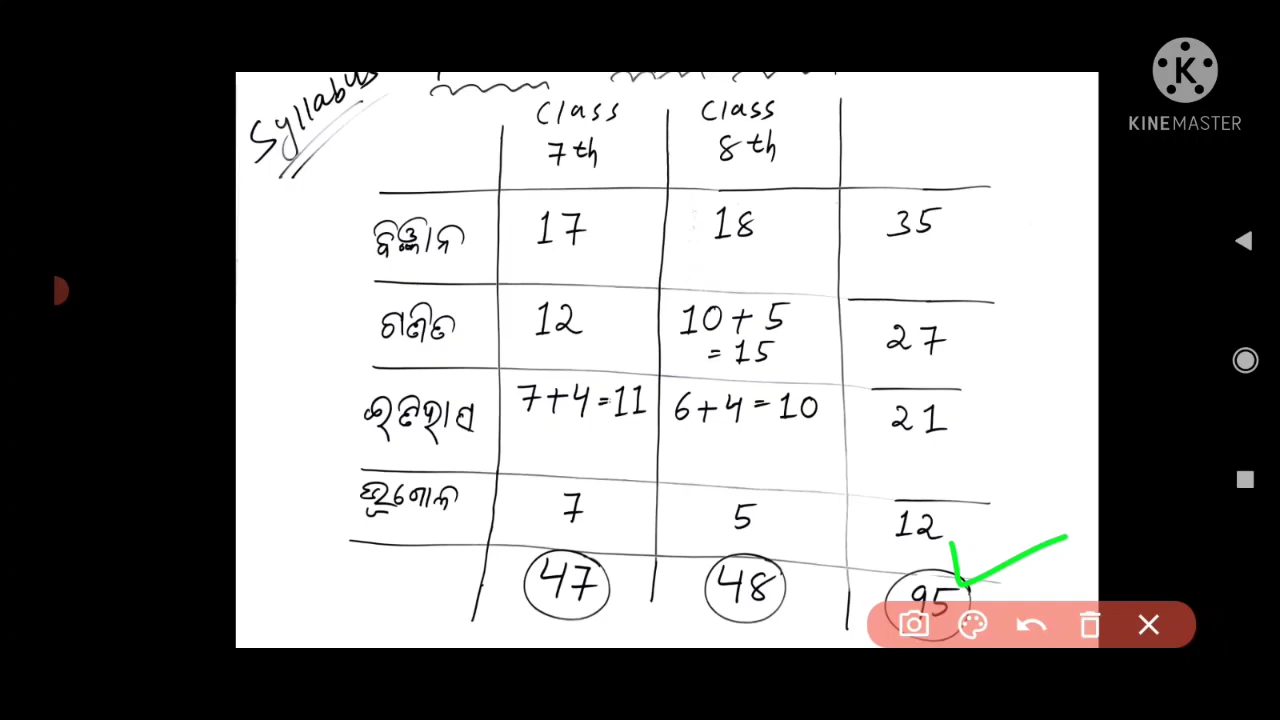 Syllabus
Class Class
7th 8th
ବିଜ୍ଞାନ 17 18 35
ଗଣିତ 12 10 + 5 27
= 15
ଇତିହାସ 7+4=11 6+4=10 21
ଭୂଗୋଳ 7 5 12
47 48 95
K
KINEMASTER